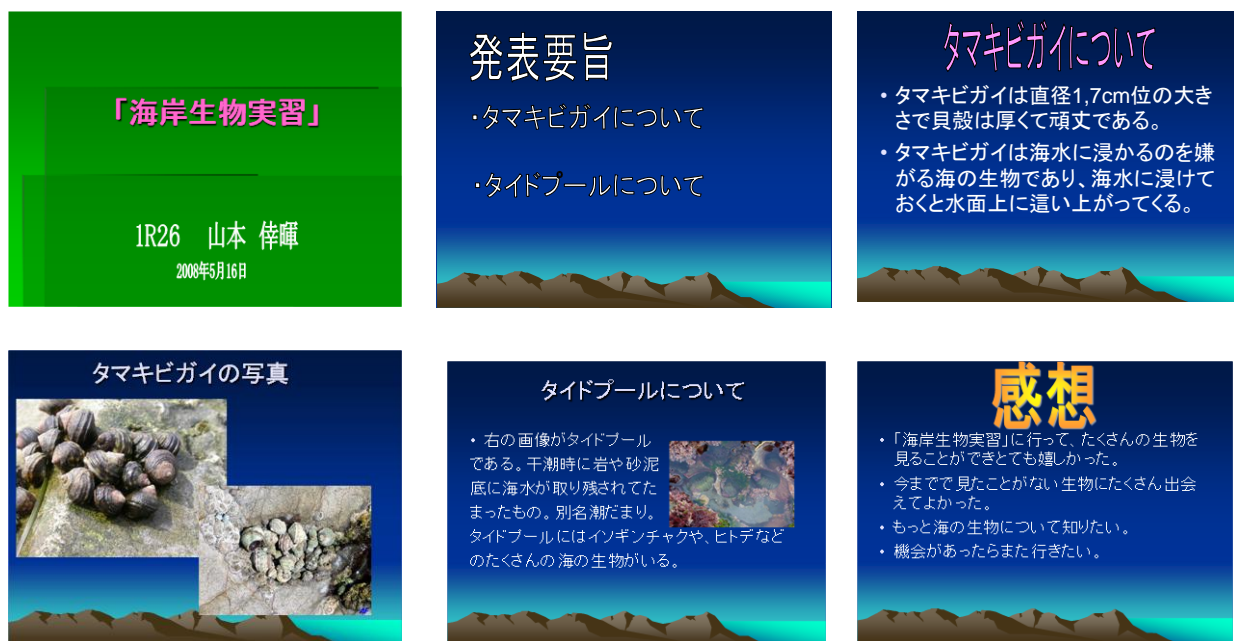 「海岸生物実習」
1R26　山本 倖暉
2008年5月16日
発表要旨
・タマキビガイについて
・タイドプールについて
タマキビガイについて
• タマキビガイは直径1,7cm位の大き
さで貝殻は厚くて頑丈である。
• タマキビガイは海水に浸かるのを嫌
がる海の生物であり、海水に浸けて
おくと水面上に這い上がってくる。
タマキビガイの写真
タイドプールについて
• 右の画像がタイドプール
である。干潮時に岩や砂泥
底に海水が取り残されてた
まったもの。別名潮だまり。
タイドプールにはイソギンチャクや、ヒトデなど
のたくさんの海の生物がいる。
感想
• 「海岸生物実習」に行って、たくさんの生物を
見ることができとても嬉しかった。
• 今までで見たことがない生物にたくさん出会
えてよかった。
• もっと海の生物について知りたい。
• 機会があったらまた行きたい。